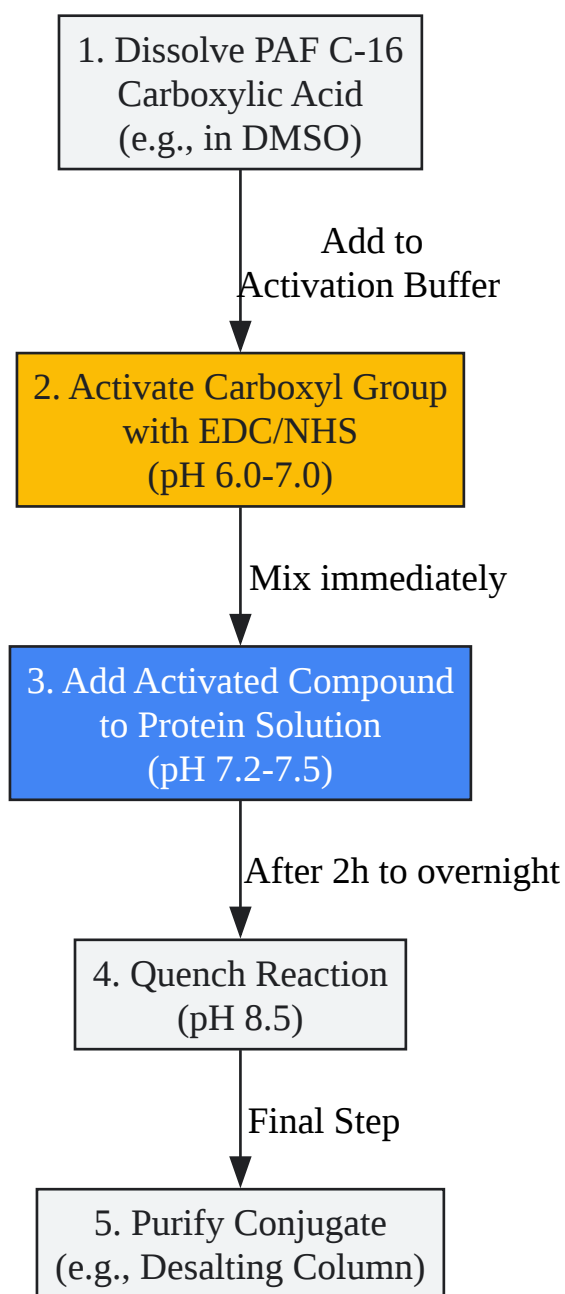 1. Dissolve PAF C-16
Carboxylic Acid
(e.g., in DMSO)
Add to
Activation Buffer
2. Activate Carboxyl Group
with EDC/NHS
(pH 6.0-7.0)
Mix immediately
3. Add Activated Compound
to Protein Solution
(pH 7.2-7.5)
After 2h to overnight
4. Quench Reaction
(pH 8.5)
Final Step
5. Purify Conjugate
(e.g., Desalting Column)